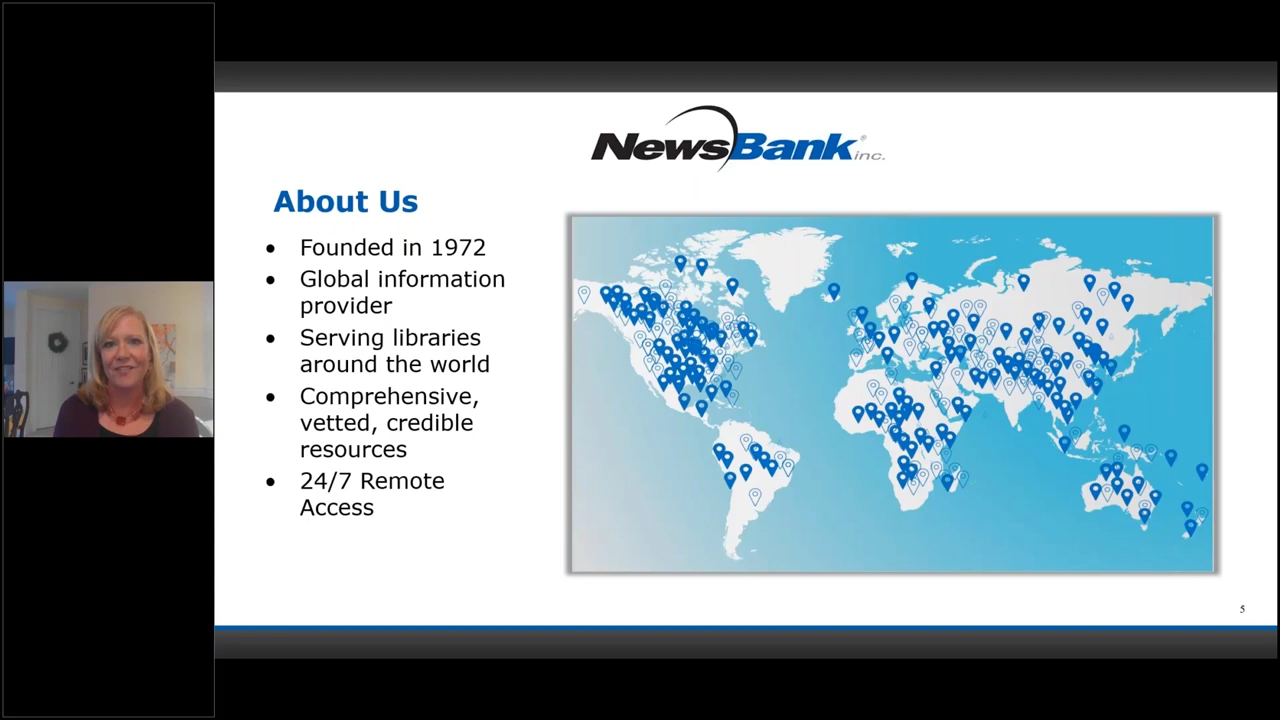 NewsBank® inc.
About Us
• Founded in 1972
• Global information
provider
• Serving libraries
around the world
• Comprehensive,
vetted, credible
resources
• 24/7 Remote
Access
5